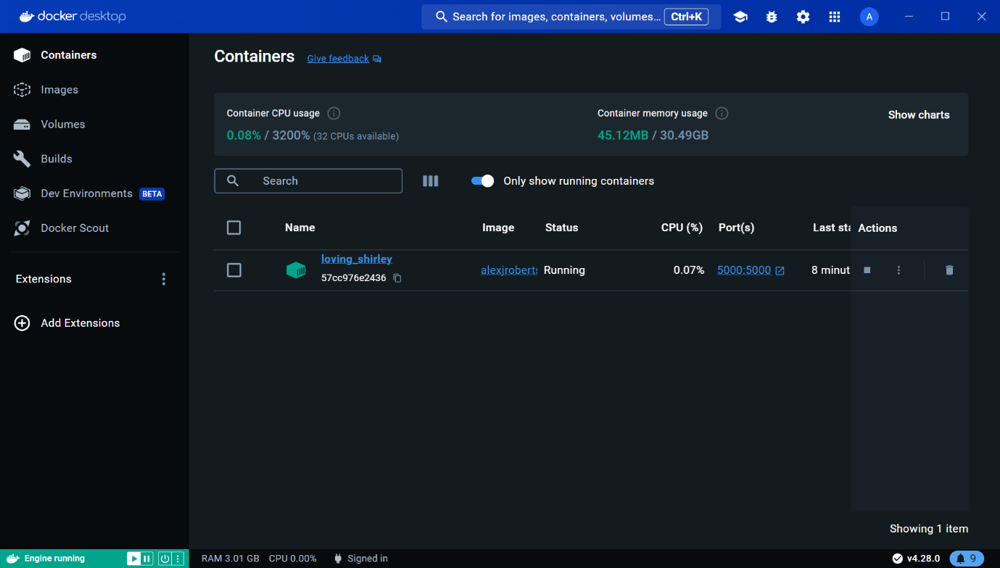 docker desktop
Search for images, containers, volumes... Ctrl+K
A
Containers
Images
Volumes
Builds
Dev Environments BETA
Docker Scout
Extensions
Add Extensions
Containers Give feedback
Container CPU usage
0.08% / 3200% (32 CPUs available)
Container memory usage
45.12MB / 30.49GB
Show charts
Search
Only show running containers
Name Image Status CPU (%) Port(s) Last sta Actions
loving_shirley
57cc976e2436
alexjroberts Running 0.07% 5000:5000 8 minut
Showing 1 item
Engine running
RAM 3.01 GB CPU 0.00% Signed in
v4.28.0 9